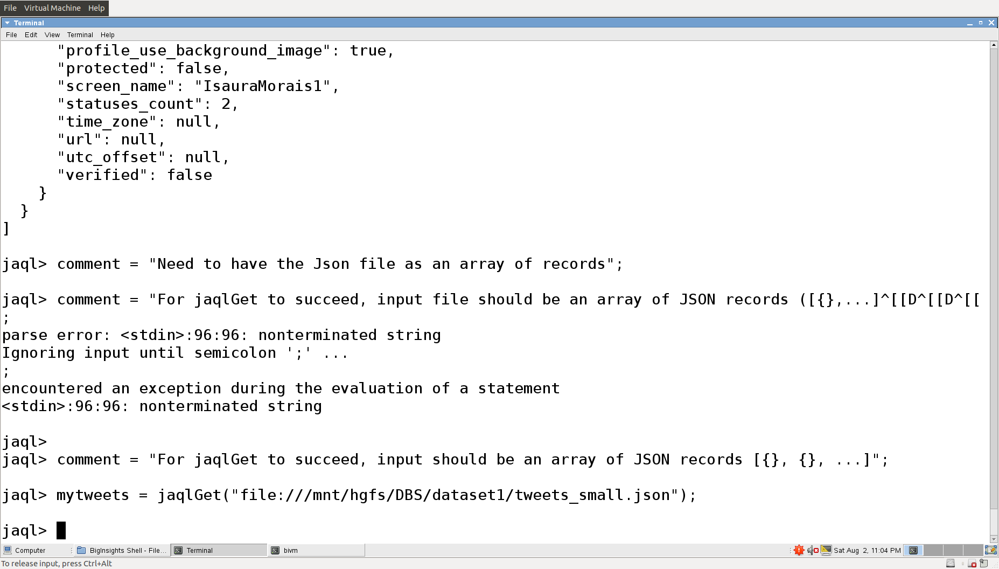 File Virtual Machine Help
Terminal
File Edit View Terminal Help
"profile_use_background_image": true,
"protected": false,
"screen_name": "IsauraMorais1",
"statuses_count": 2,
"time_zone": null,
"url": null,
"utc_offset": null,
"verified": false
}
}
]
jaql> comment = "Need to have the Json file as an array of records";
jaql> comment = "For jaqlGet to succeed, input file should be an array of JSON records ([{},...]^[[D^[[D^[[
;
parse error: <stdin>:96:96: nonterminated string
Ignoring input until semicolon ';' ...
;
encountered an exception during the evaluation of a statement
<stdin>:96:96: nonterminated string
jaql>
jaql> comment = "For jaqlGet to succeed, input should be an array of JSON records [{}, {}, ...]";
jaql> mytweets = jaqlGet("file:///mnt/hgfs/DBS/dataset1/tweets_small.json");
jaql>
Computer BigInsights Shell - File... Terminal bivm Sat Aug 2, 11:04 PM
To release input, press Ctrl+Alt